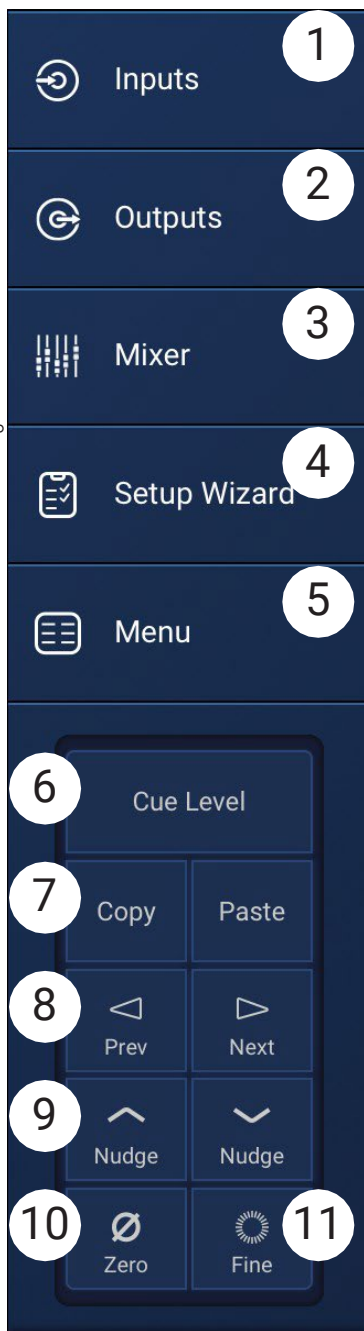 1
Inputs
2
Outputs
3
Mixer
4
Setup Wizard
5
Menu
6
Cue Level
7
Copy Paste
8
Prev Next
9
Nudge Nudge
10 11
Zero Fine